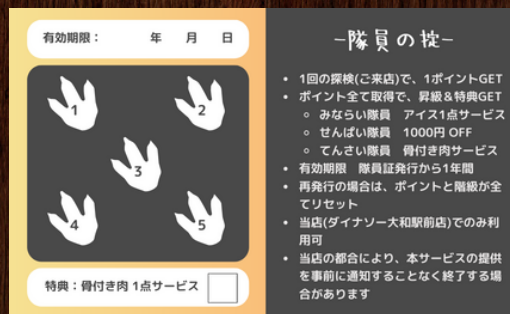 有効期限： 年 月 日
1
2
3
4
5
特典：骨付き肉 1点サービス
-隊員の掟-
• 1回の探検(ご来店)で、1ポイントGET
• ポイント全て取得で、昇級&特典GET
○ みならい隊員 アイス1点サービス
○ せんぱい隊員 1000円 OFF
○ てんさい隊員 骨付き肉サービス
• 有効期限 隊員証発行から1年間
• 再発行の場合は、ポイントと階級が全
てリセット
• 当店(ダイナソー大和駅前店)でのみ利
用可
• 当店の都合により、本サービスの提供
を事前に通知することなく終了する場
合があります